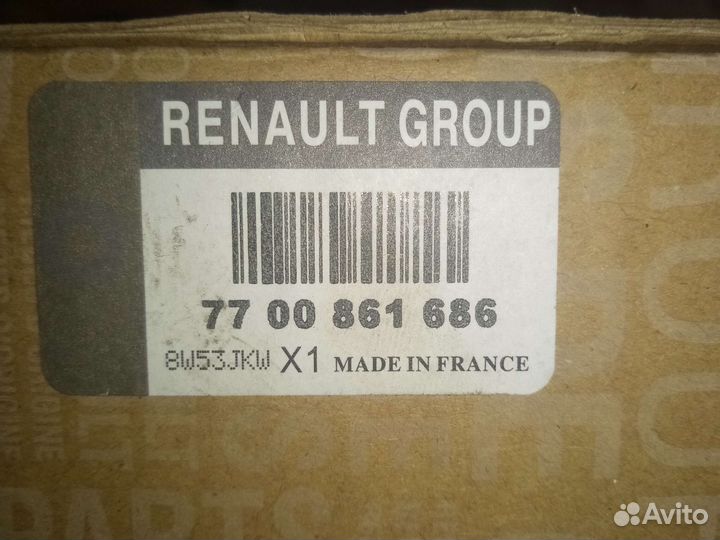 RENAULT GROUP
77 00 861 686
8W53JKW X1 MADE IN FRANCE
Avito